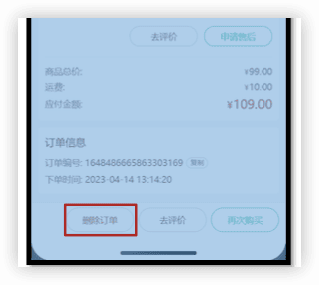 去评价 申请售后
商品总价: ¥99.00
运费: ¥10.00
应付金额: ¥109.00
订单信息
订单编号: 1648486665863303169 复制
下单时间: 2023-04-14 13:14:20
删除订单 去评价 再次购买